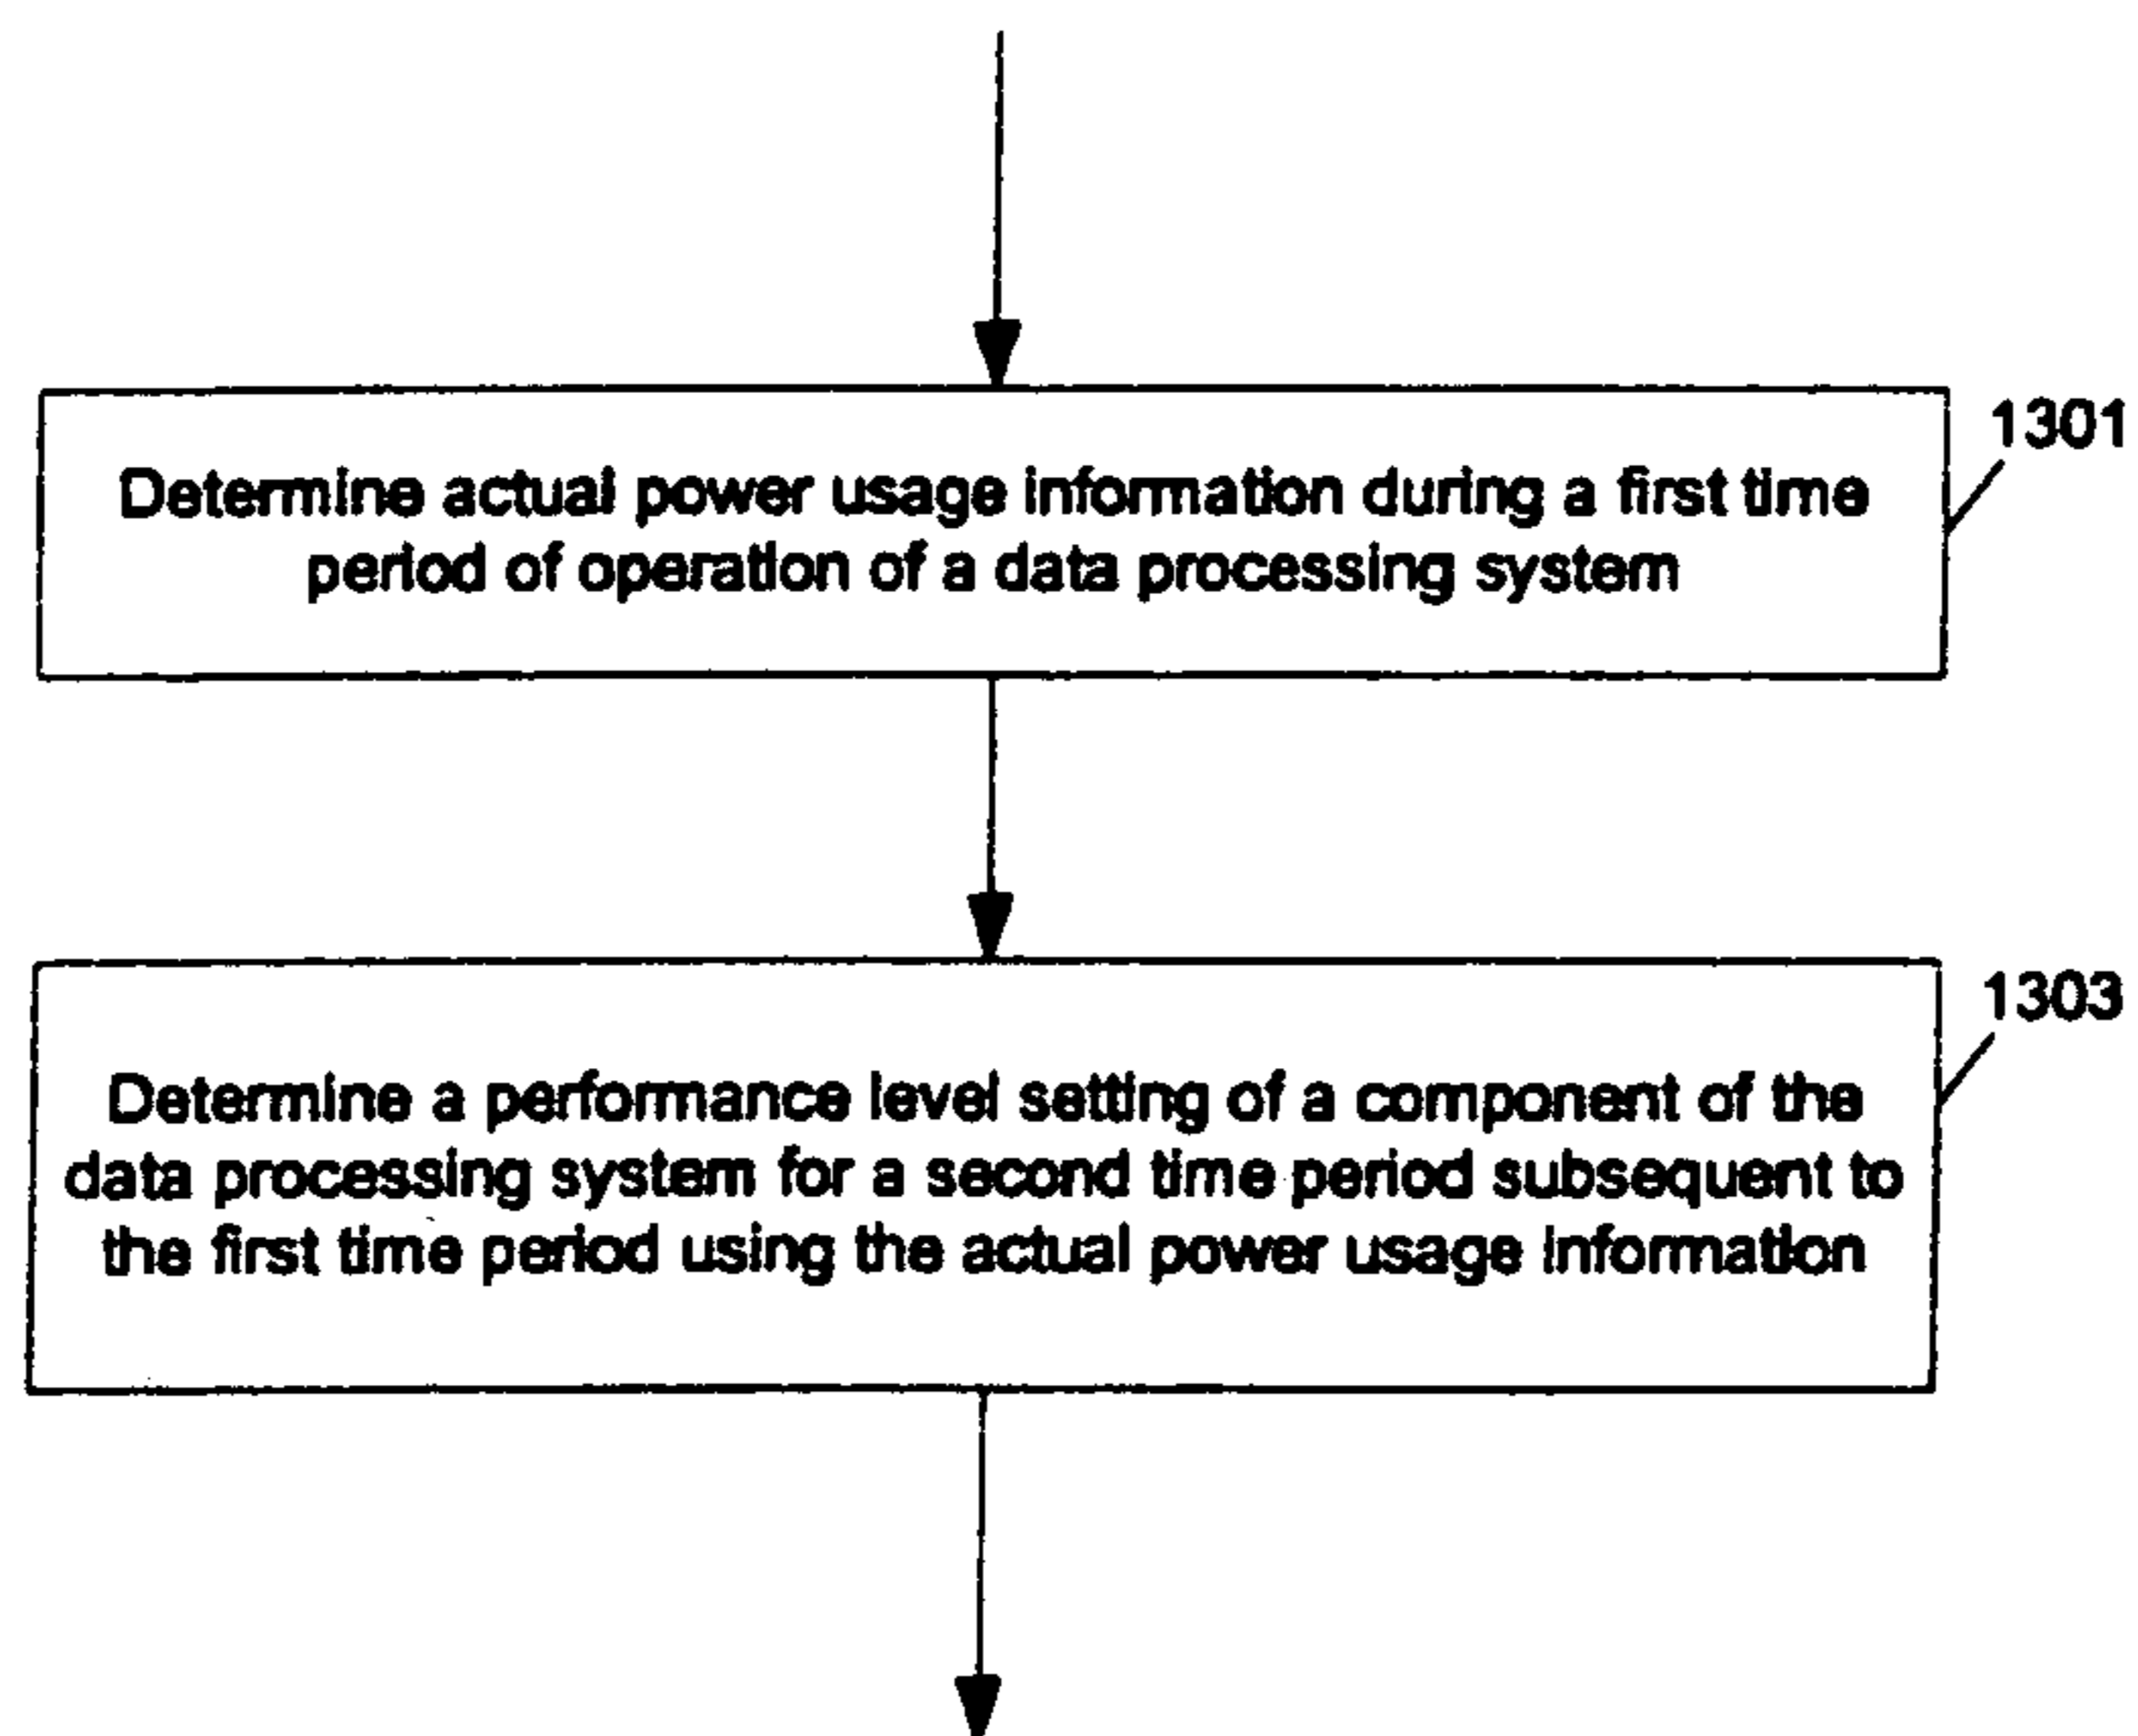 1301
Determine actual power usage information during a first time
period of operation of a data processing system
1303
Determine a performance level setting of a component of the
data processing system for a second time period subsequent to
the first time period using the actual power usage information